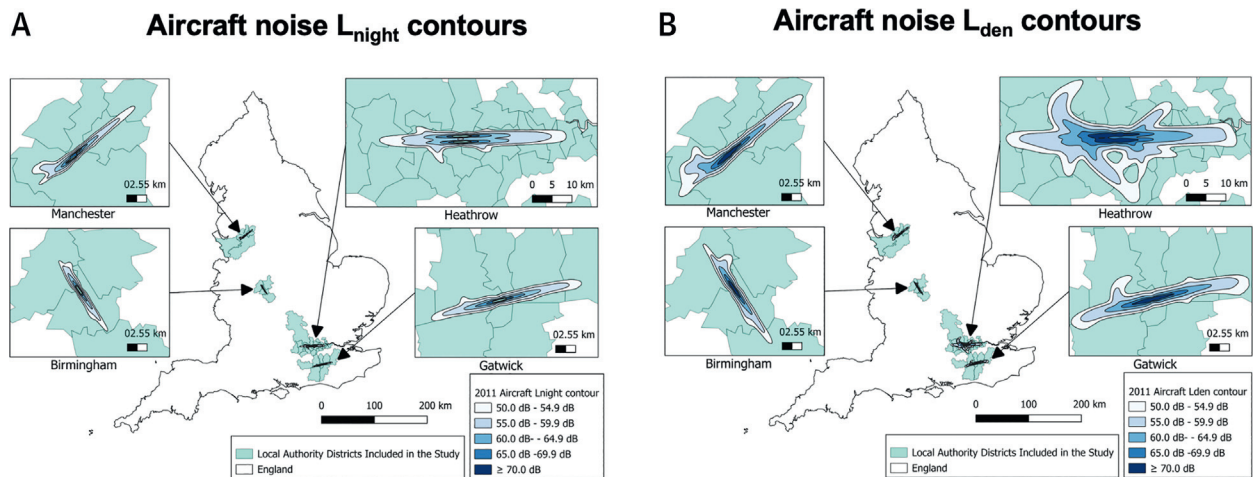 A
Aircraft noise Lnight contours
Manchester
02.55 km
Heathrow
0 5 10 km
Birmingham
02.55 km
Gatwick
02.55 km
0 100 200 km
Local Authority Districts Included in the Study
England
2011 Aircraft Lnight contour
50.0 dB - 54.9 dB
55.0 dB - 59.9 dB
60.0 dB- - 64.9 dB
65.0 dB -69.9 dB
≥ 70.0 dB
B
Aircraft noise Lden contours
Manchester
02.55 km
Heathrow
0 5 10 km
Birmingham
02.55 km
Gatwick
02.55 km
0 100 200 km
Local Authority Districts Included in the Study
England
2011 Aircraft Lden contour
50.0 dB - 54.9 dB
55.0 dB - 59.9 dB
60.0 dB- - 64.9 dB
65.0 dB -69.9 dB
≥ 70.0 dB